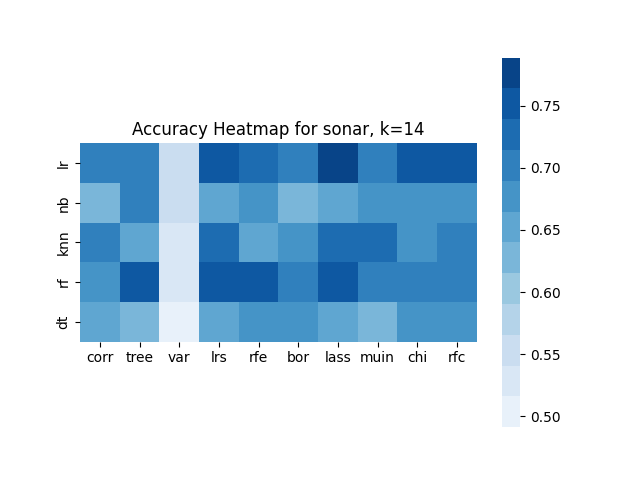 Accuracy Heatmap for sonar, k=14
lr
nb
knn
rf
dt
corr tree var lrs rfe bor lass muin chi rfc
0.75
0.70
0.65
0.60
0.55
0.50